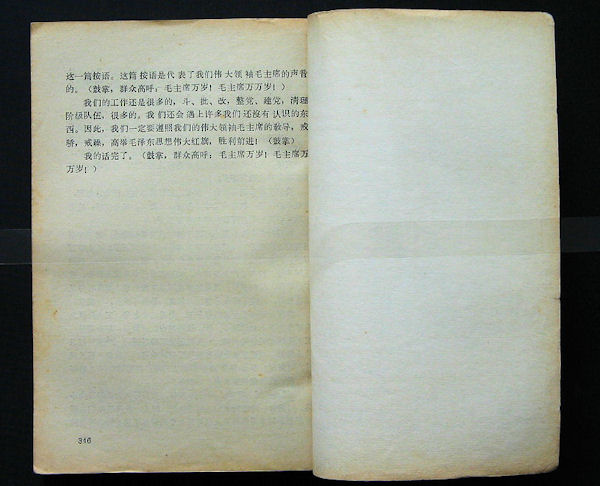 这一篇按语。这篇按语是代表了我们伟大领袖毛主席的声音
的。（鼓掌，群众高呼：毛主席万岁！毛主席万万岁！）
我们的工作还是很多的，斗、批、改，整党、建党，清理
阶级队伍，很多的。我们还会遇上许多我们还没有认识的东
西。因此，我们一定要遵照我们的伟大领袖毛主席的教导，戒
骄，戒躁，高举毛泽东思想伟大红旗，胜利前进！（鼓掌）
我的话完了。（鼓掌，群众高呼：毛主席万岁！毛主席万
万岁！）
346